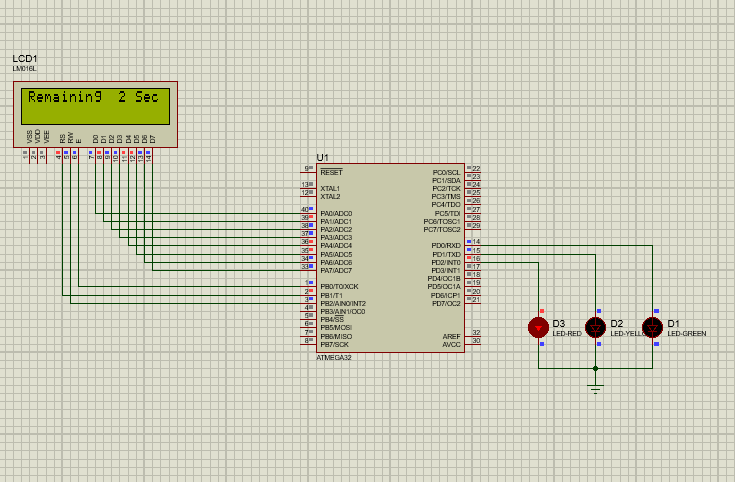 LCD1
LM016L
Remaining  2 Sec
VSS
VDD
VEE
RS
RW
E
D0
D1
D2
D3
D4
D5
D6
D7
1
2
3
4
5
6
7
8
9
10
11
12
13
14
U1
9 RESET
13 XTAL1
12 XTAL2
40 PA0/ADC0
39 PA1/ADC1
38 PA2/ADC2
37 PA3/ADC3
36 PA4/ADC4
35 PA5/ADC5
34 PA6/ADC6
33 PA7/ADC7
1 PB0/T0/XCK
2 PB1/T1
3 PB2/AIN0/INT2
4 PB3/AIN1/OC0
5 PB4/SS
6 PB5/MOSI
7 PB6/MISO
8 PB7/SCK
PC0/SCL 22
PC1/SDA 23
PC2/TCK 24
PC3/TMS 25
PC4/TDO 26
PC5/TDI 27
PC6/TOSC1 28
PC7/TOSC2 29
PD0/RXD 14
PD1/TXD 15
PD2/INT0 16
PD3/INT1 17
PD4/OC1B 18
PD5/OC1A 19
PD6/ICP1 20
PD7/OC2 21
AREF 32
AVCC 30
ATMEGA32
D3
LED-RED
D2
LED-YELL
D1
LED-GREEN